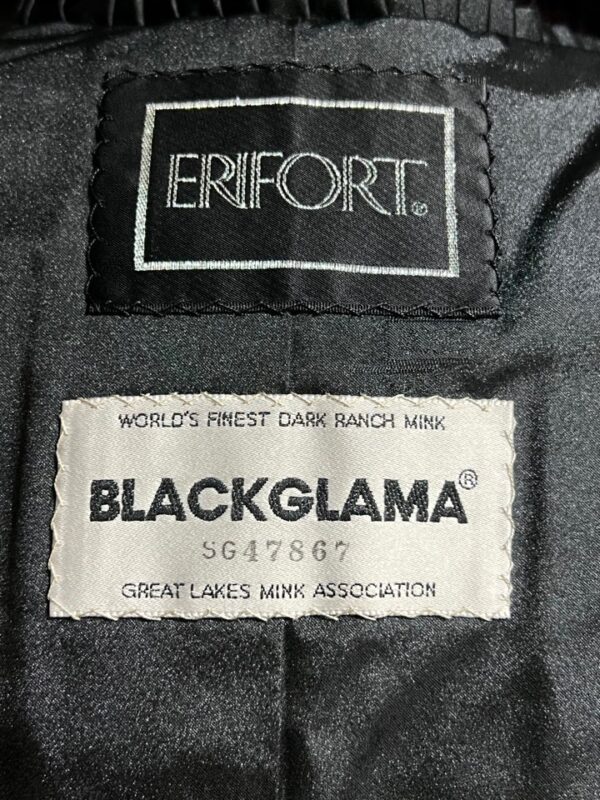 ERIFORT®
WORLD'S FINEST DARK RANCH MINK
BLACKGLAMA®
SG47867
GREAT LAKES MINK ASSOCIATION